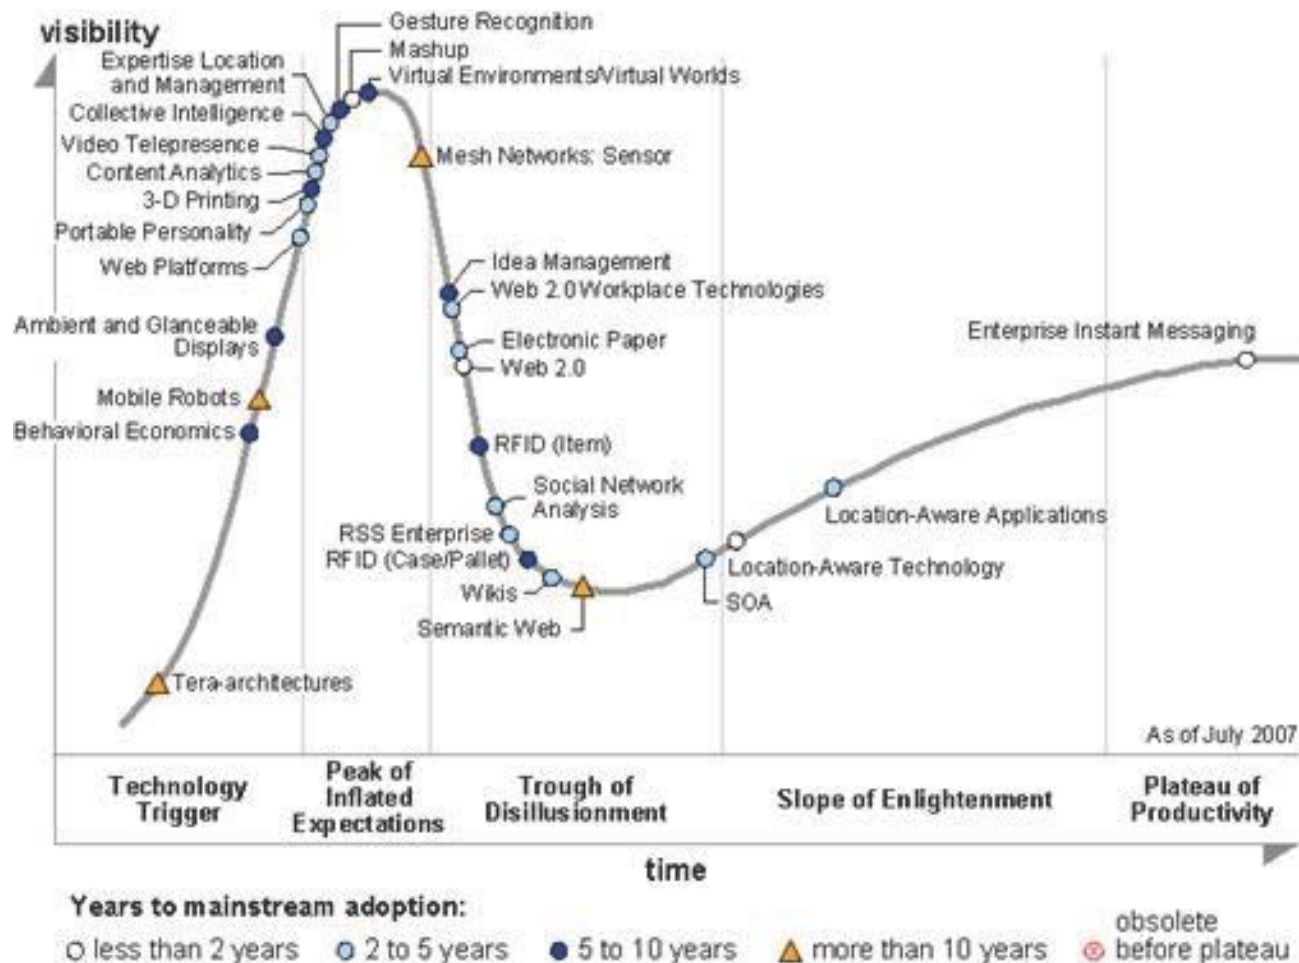 visibility
Gesture Recognition
Mashup
Virtual Environments/Virtual Worlds
Expertise Location
and Management
Collective Intelligence
Video Telepresence
Content Analytics
3-D Printing
Portable Personality
Web Platforms
Ambient and Glanceable
Displays
Mobile Robots
Behavioral Economics
Tera-architectures
Mesh Networks: Sensor
Idea Management
Web 2.0 Workplace Technologies
Electronic Paper
Web 2.0
RFID (Item)
Social Network
Analysis
RSS Enterprise
RFID (Case/Pallet)
Wikis
Semantic Web
Enterprise Instant Messaging
Location-Aware Applications
Location-Aware Technology
SOA
As of July 2007
Technology
Trigger
Peak of
Inflated
Expectations
Trough of
Disillusionment
Slope of Enlightenment
Plateau of
Productivity
time
Years to mainstream adoption:
less than 2 years
2 to 5 years
5 to 10 years
more than 10 years
obsolete
before plateau